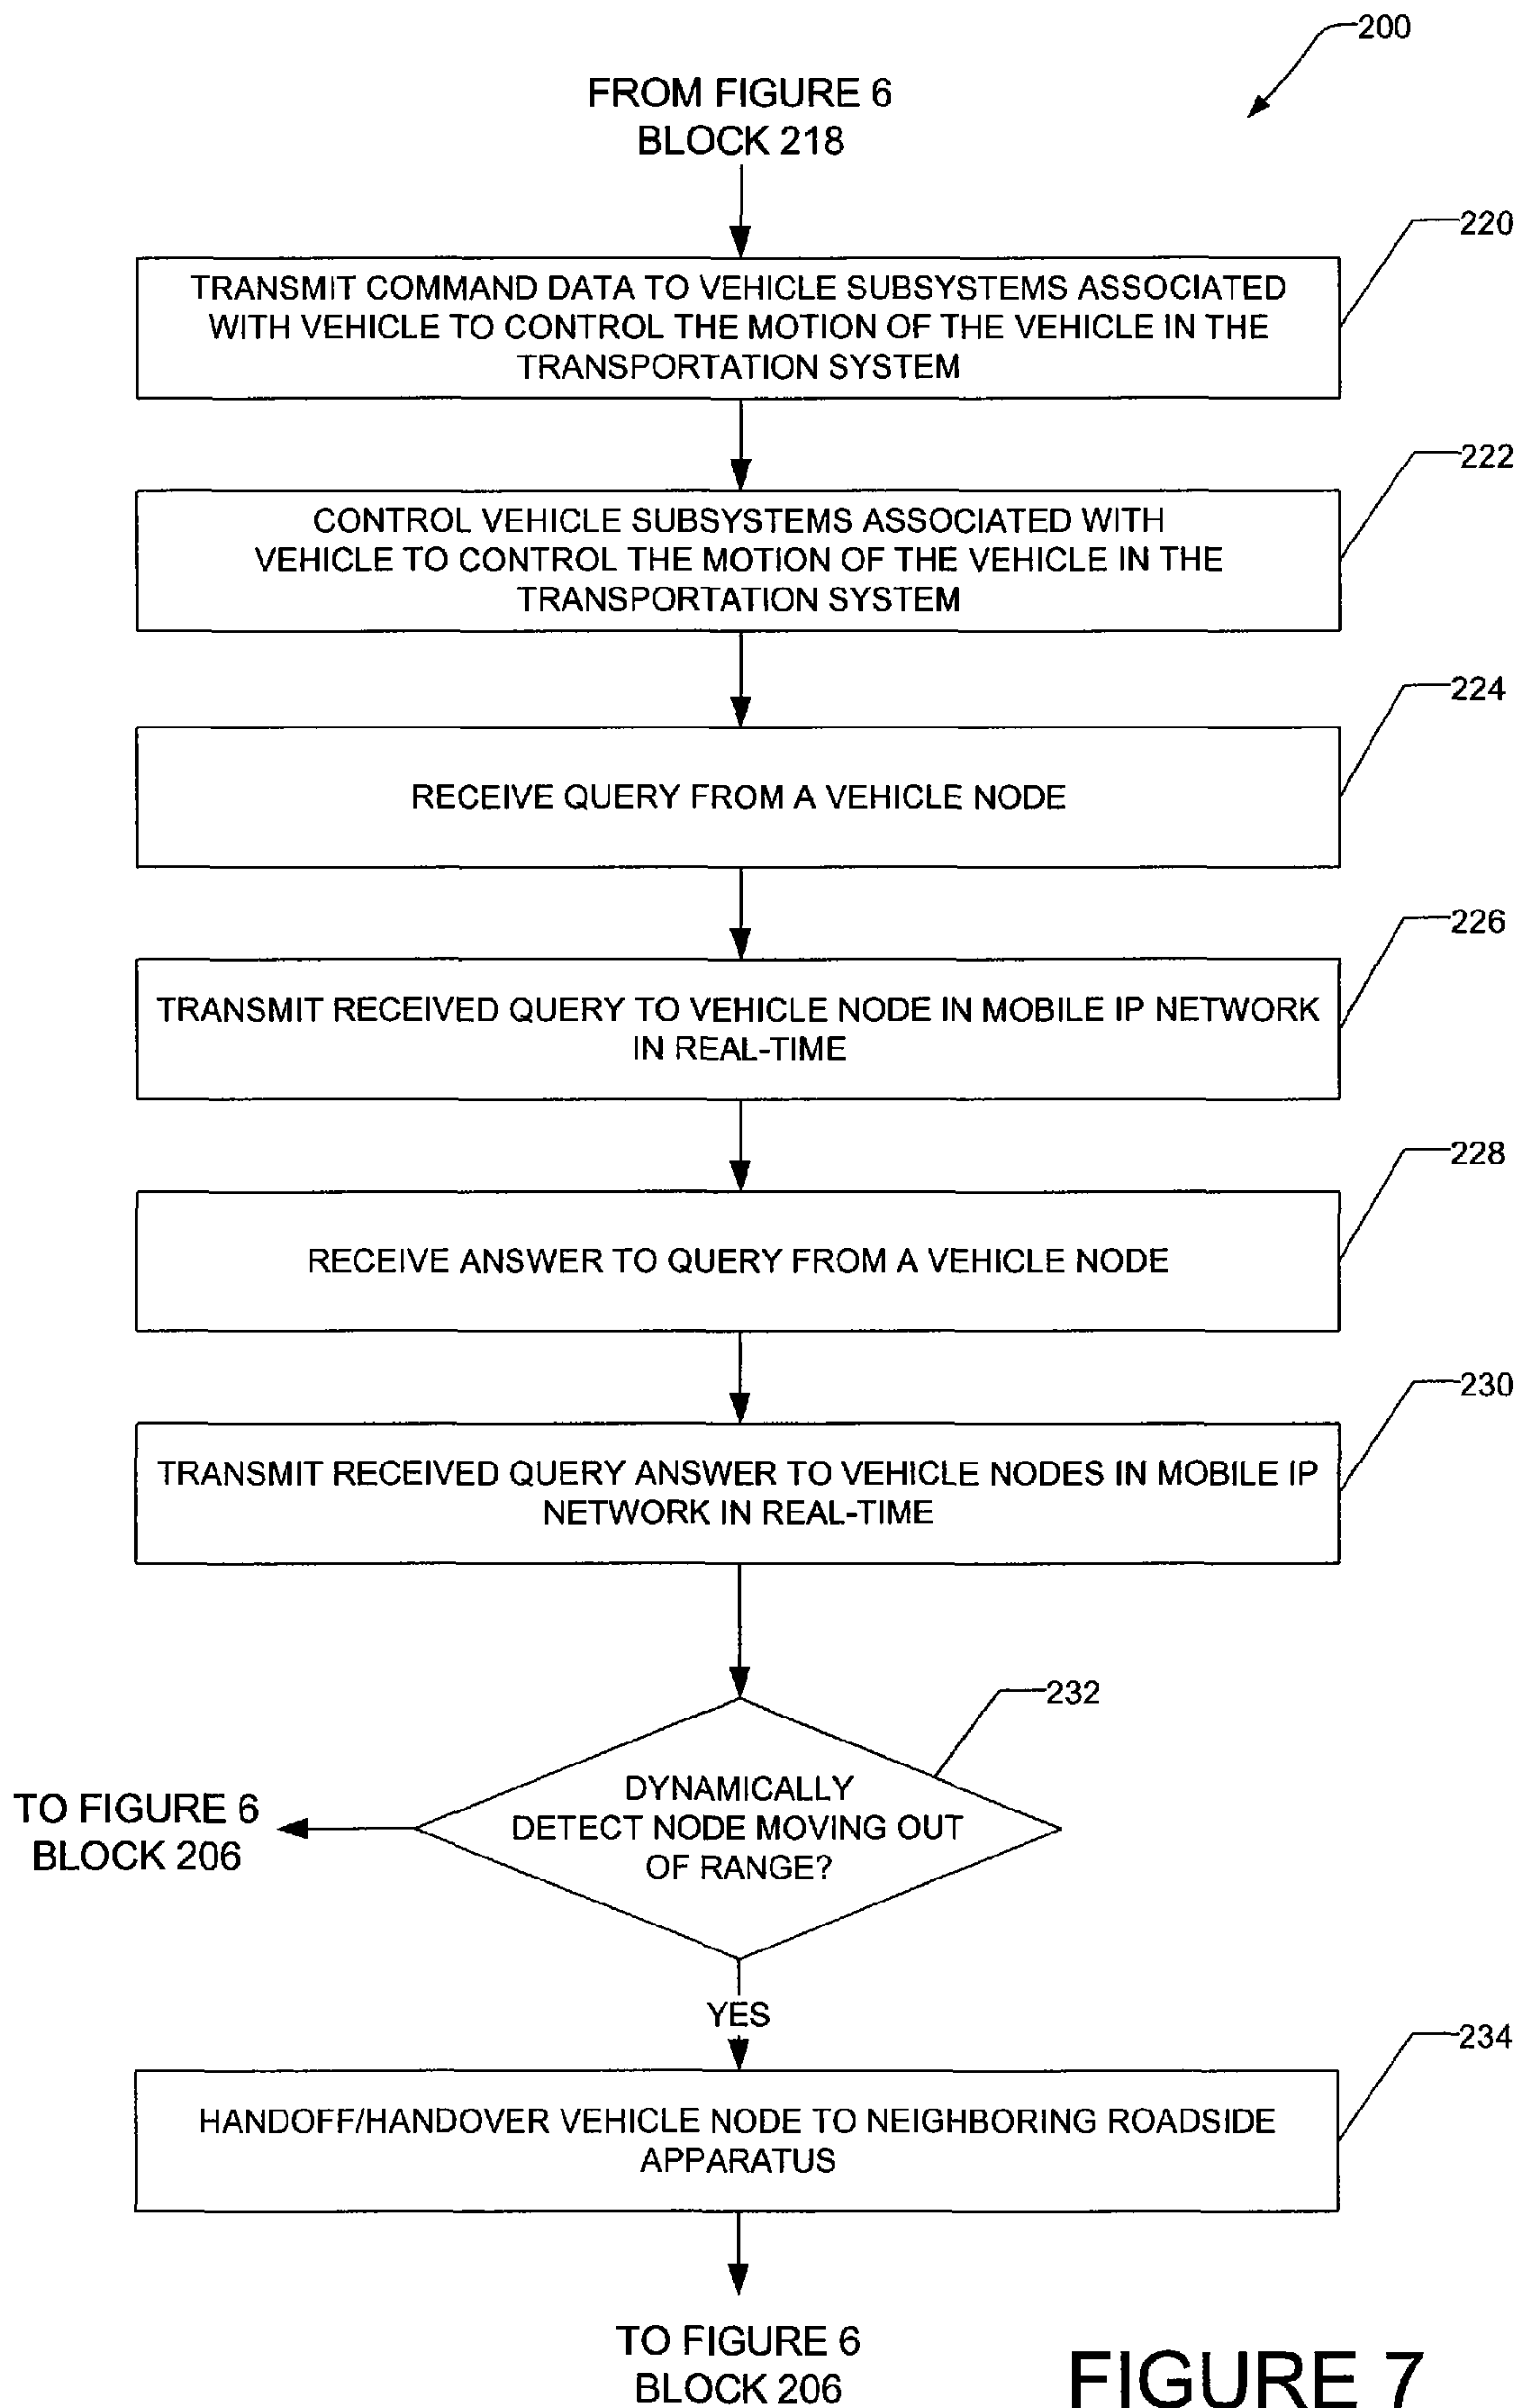 200
FROM FIGURE 6
BLOCK 218
220
TRANSMIT COMMAND DATA TO VEHICLE SUBSYSTEMS ASSOCIATED
WITH VEHICLE TO CONTROL THE MOTION OF THE VEHICLE IN THE
TRANSPORTATION SYSTEM
222
CONTROL VEHICLE SUBSYSTEMS ASSOCIATED WITH
VEHICLE TO CONTROL THE MOTION OF THE VEHICLE IN THE
TRANSPORTATION SYSTEM
224
RECEIVE QUERY FROM A VEHICLE NODE
226
TRANSMIT RECEIVED QUERY TO VEHICLE NODE IN MOBILE IP NETWORK
IN REAL-TIME
228
RECEIVE ANSWER TO QUERY FROM A VEHICLE NODE
230
TRANSMIT RECEIVED QUERY ANSWER TO VEHICLE NODES IN MOBILE IP
NETWORK IN REAL-TIME
232
DYNAMICALLY
DETECT NODE MOVING OUT
OF RANGE?
TO FIGURE 6
BLOCK 206
YES
234
HANDOFF/HANDOVER VEHICLE NODE TO NEIGHBORING ROADSIDE
APPARATUS
TO FIGURE 6
BLOCK 206
FIGURE 7